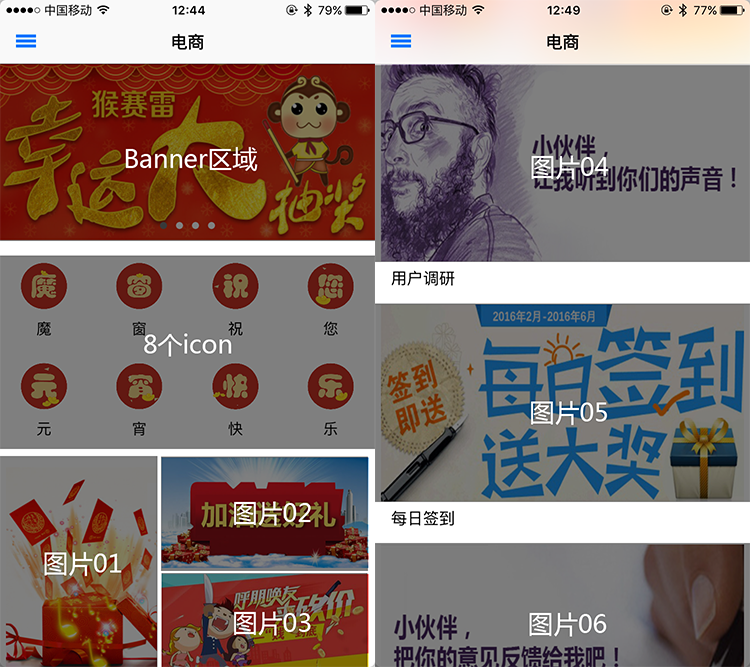 中国移动
12:44
79%
电商
猴赛雷
幸运大
抽奖
Banner区域
魔
窗
祝
您
魔
窗
祝
您
8个icon
元
宵
快
乐
元
宵
快
乐
图片01
加油送好礼
图片02
呼朋唤友
来砍价
图片03
中国移动
12:49
77%
电商
小伙伴，
图片04
让我听到你们的声音！
用户调研
2016年2月-2016年6月
每日签到
签到
即送
图片05
送大奖
每日签到
小伙伴，
图片06
把你的意见反馈给我吧！